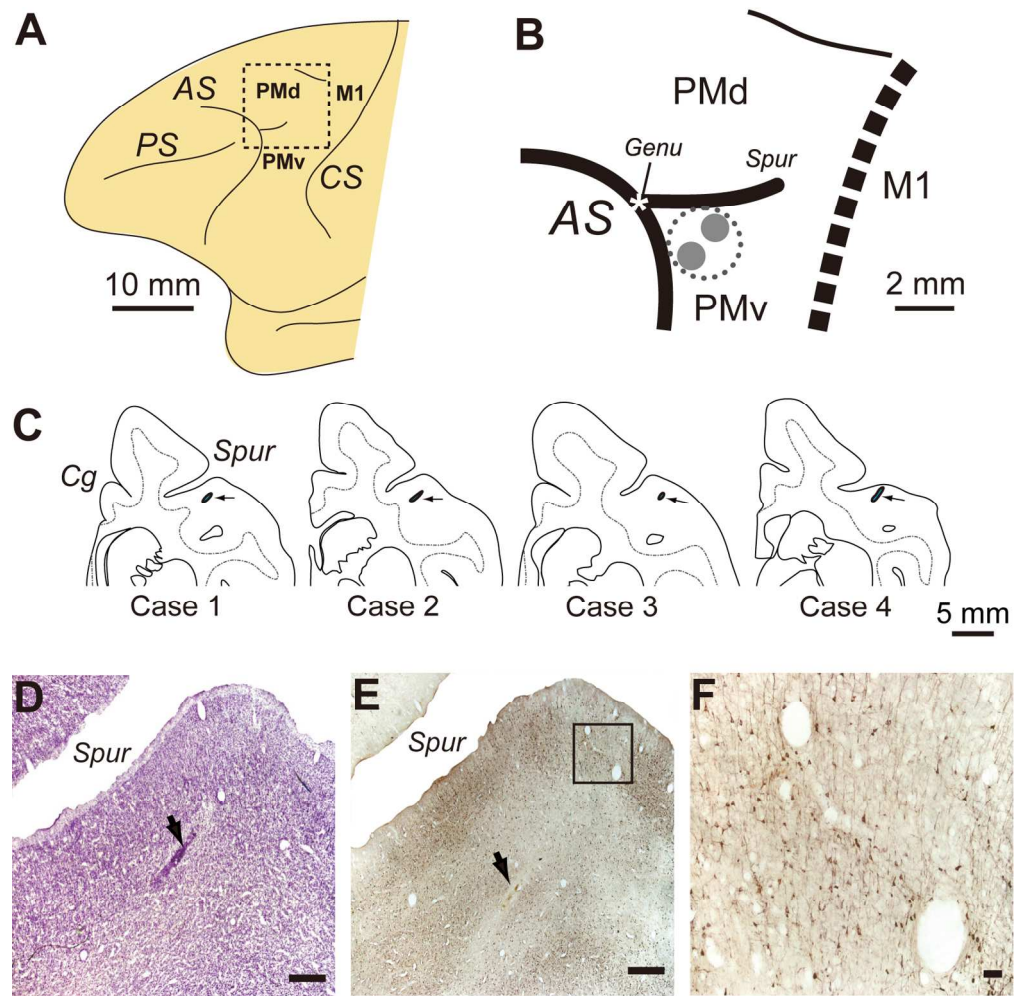 A
AS
PS
PMd
M1
PMv
CS
10 mm
B
PMd
Genu
Spur
AS
M1
*
PMv
2 mm
C
Cg
Spur
Case 1
Case 2
Case 3
Case 4
5 mm
D
Spur
E
Spur
F